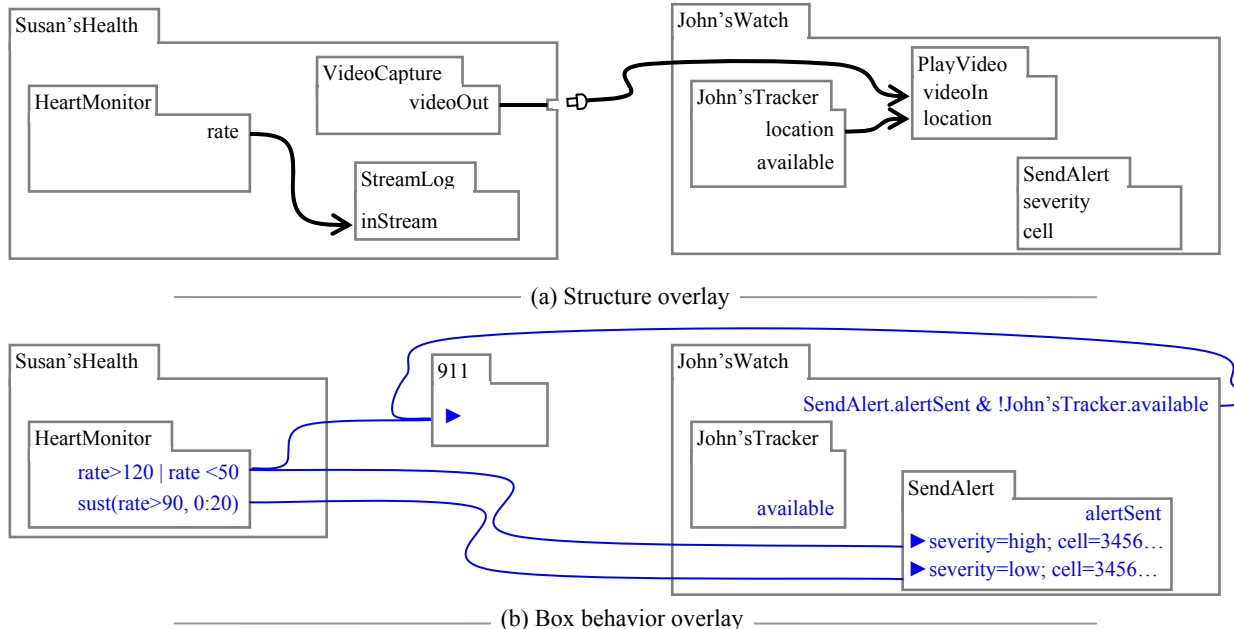 Susan’sHealth
HeartMonitor
rate
VideoCapture
videoOut
StreamLog
inStream
John’sWatch
John’sTracker
location
available
PlayVideo
videoIn
location
SendAlert
severity
cell
(a) Structure overlay
Susan’sHealth
HeartMonitor
rate>120 | rate <50
sust(rate>90, 0:20)
911
John’sWatch
SendAlert.alertSent & !John’sTracker.available
John’sTracker
available
SendAlert
alertSent
►severity=high; cell=3456…
►severity=low; cell=3456…
(b) Box behavior overlay